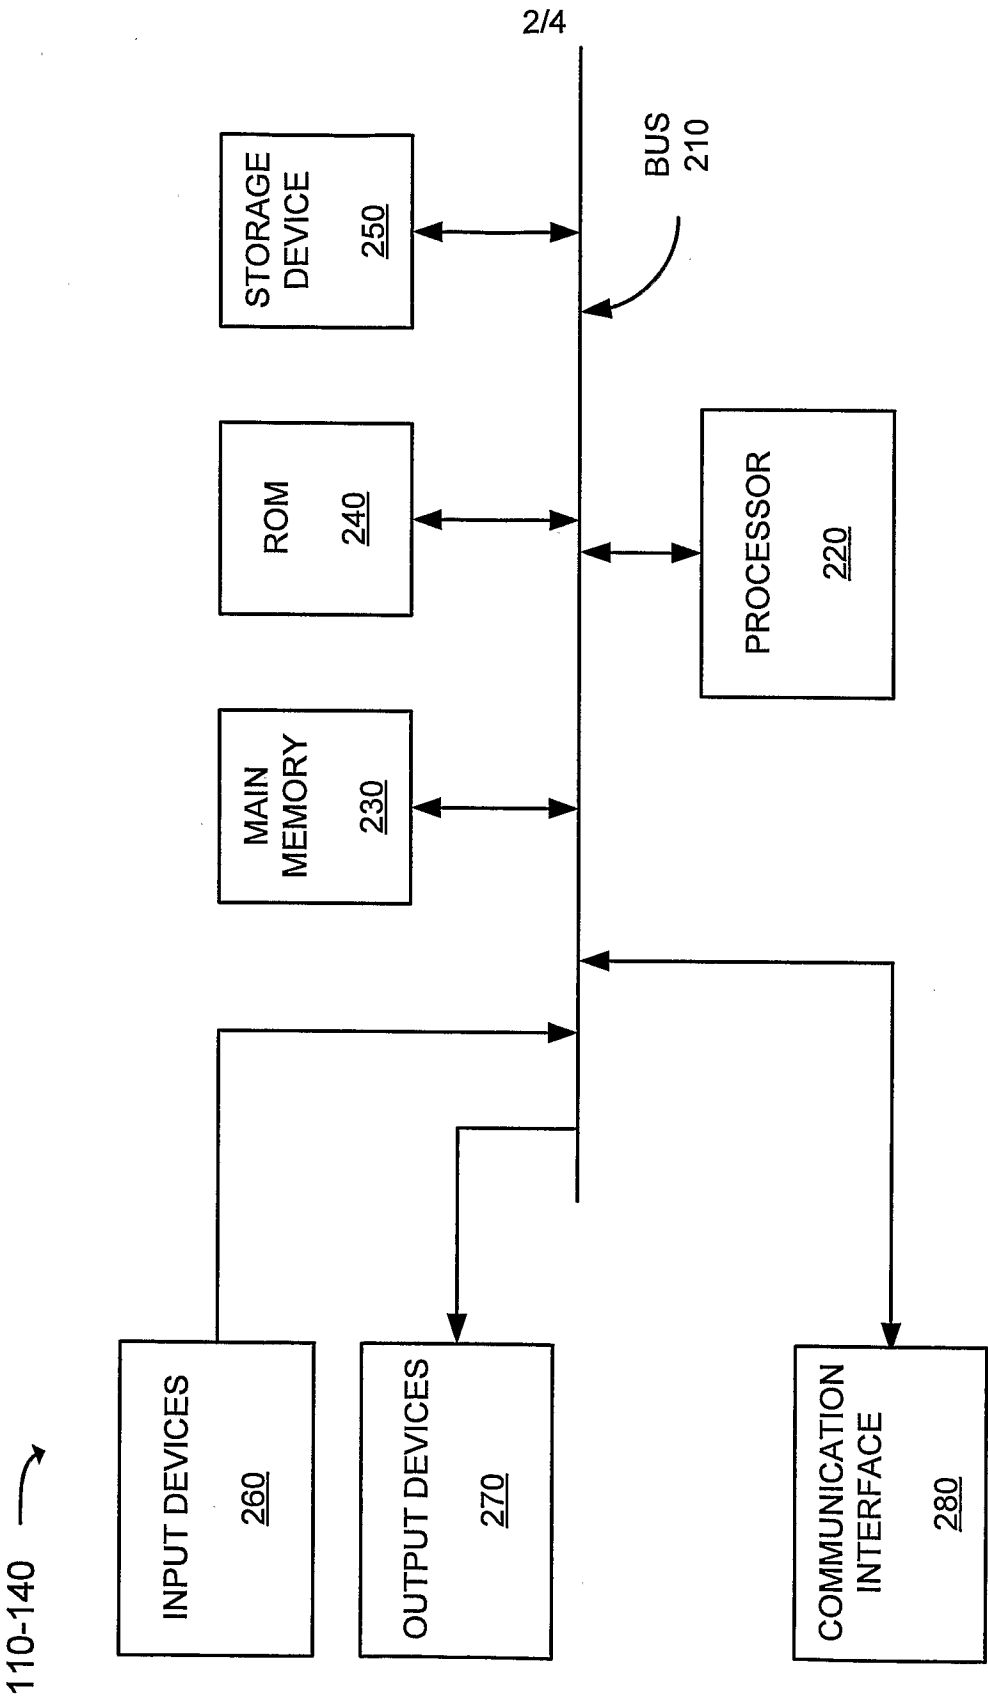 2/4
110-140
INPUT DEVICES
260
OUTPUT DEVICES
270
COMMUNICATION
INTERFACE
280
MAIN
MEMORY
230
ROM
240
STORAGE
DEVICE
250
PROCESSOR
220
BUS
210